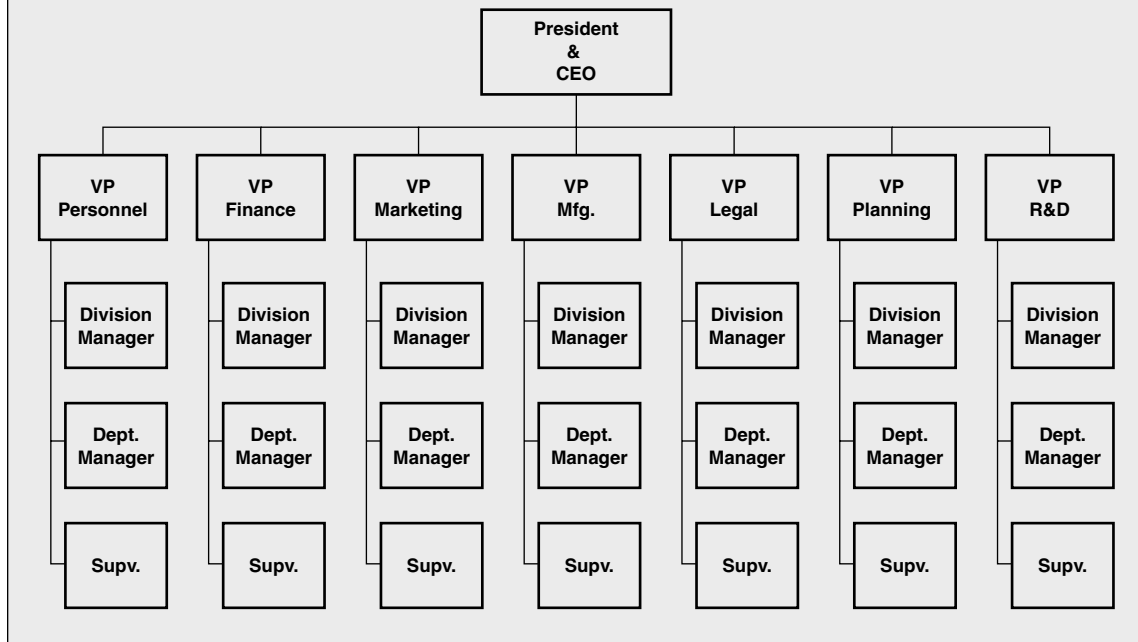 President
&
CEO
VP
Personnel
VP
Finance
VP
Marketing
VP
Mfg.
VP
Legal
VP
Planning
VP
R&D
Division
Manager
Division
Manager
Division
Manager
Division
Manager
Division
Manager
Division
Manager
Division
Manager
Dept.
Manager
Dept.
Manager
Dept.
Manager
Dept.
Manager
Dept.
Manager
Dept.
Manager
Dept.
Manager
Supv.
Supv.
Supv.
Supv.
Supv.
Supv.
Supv.